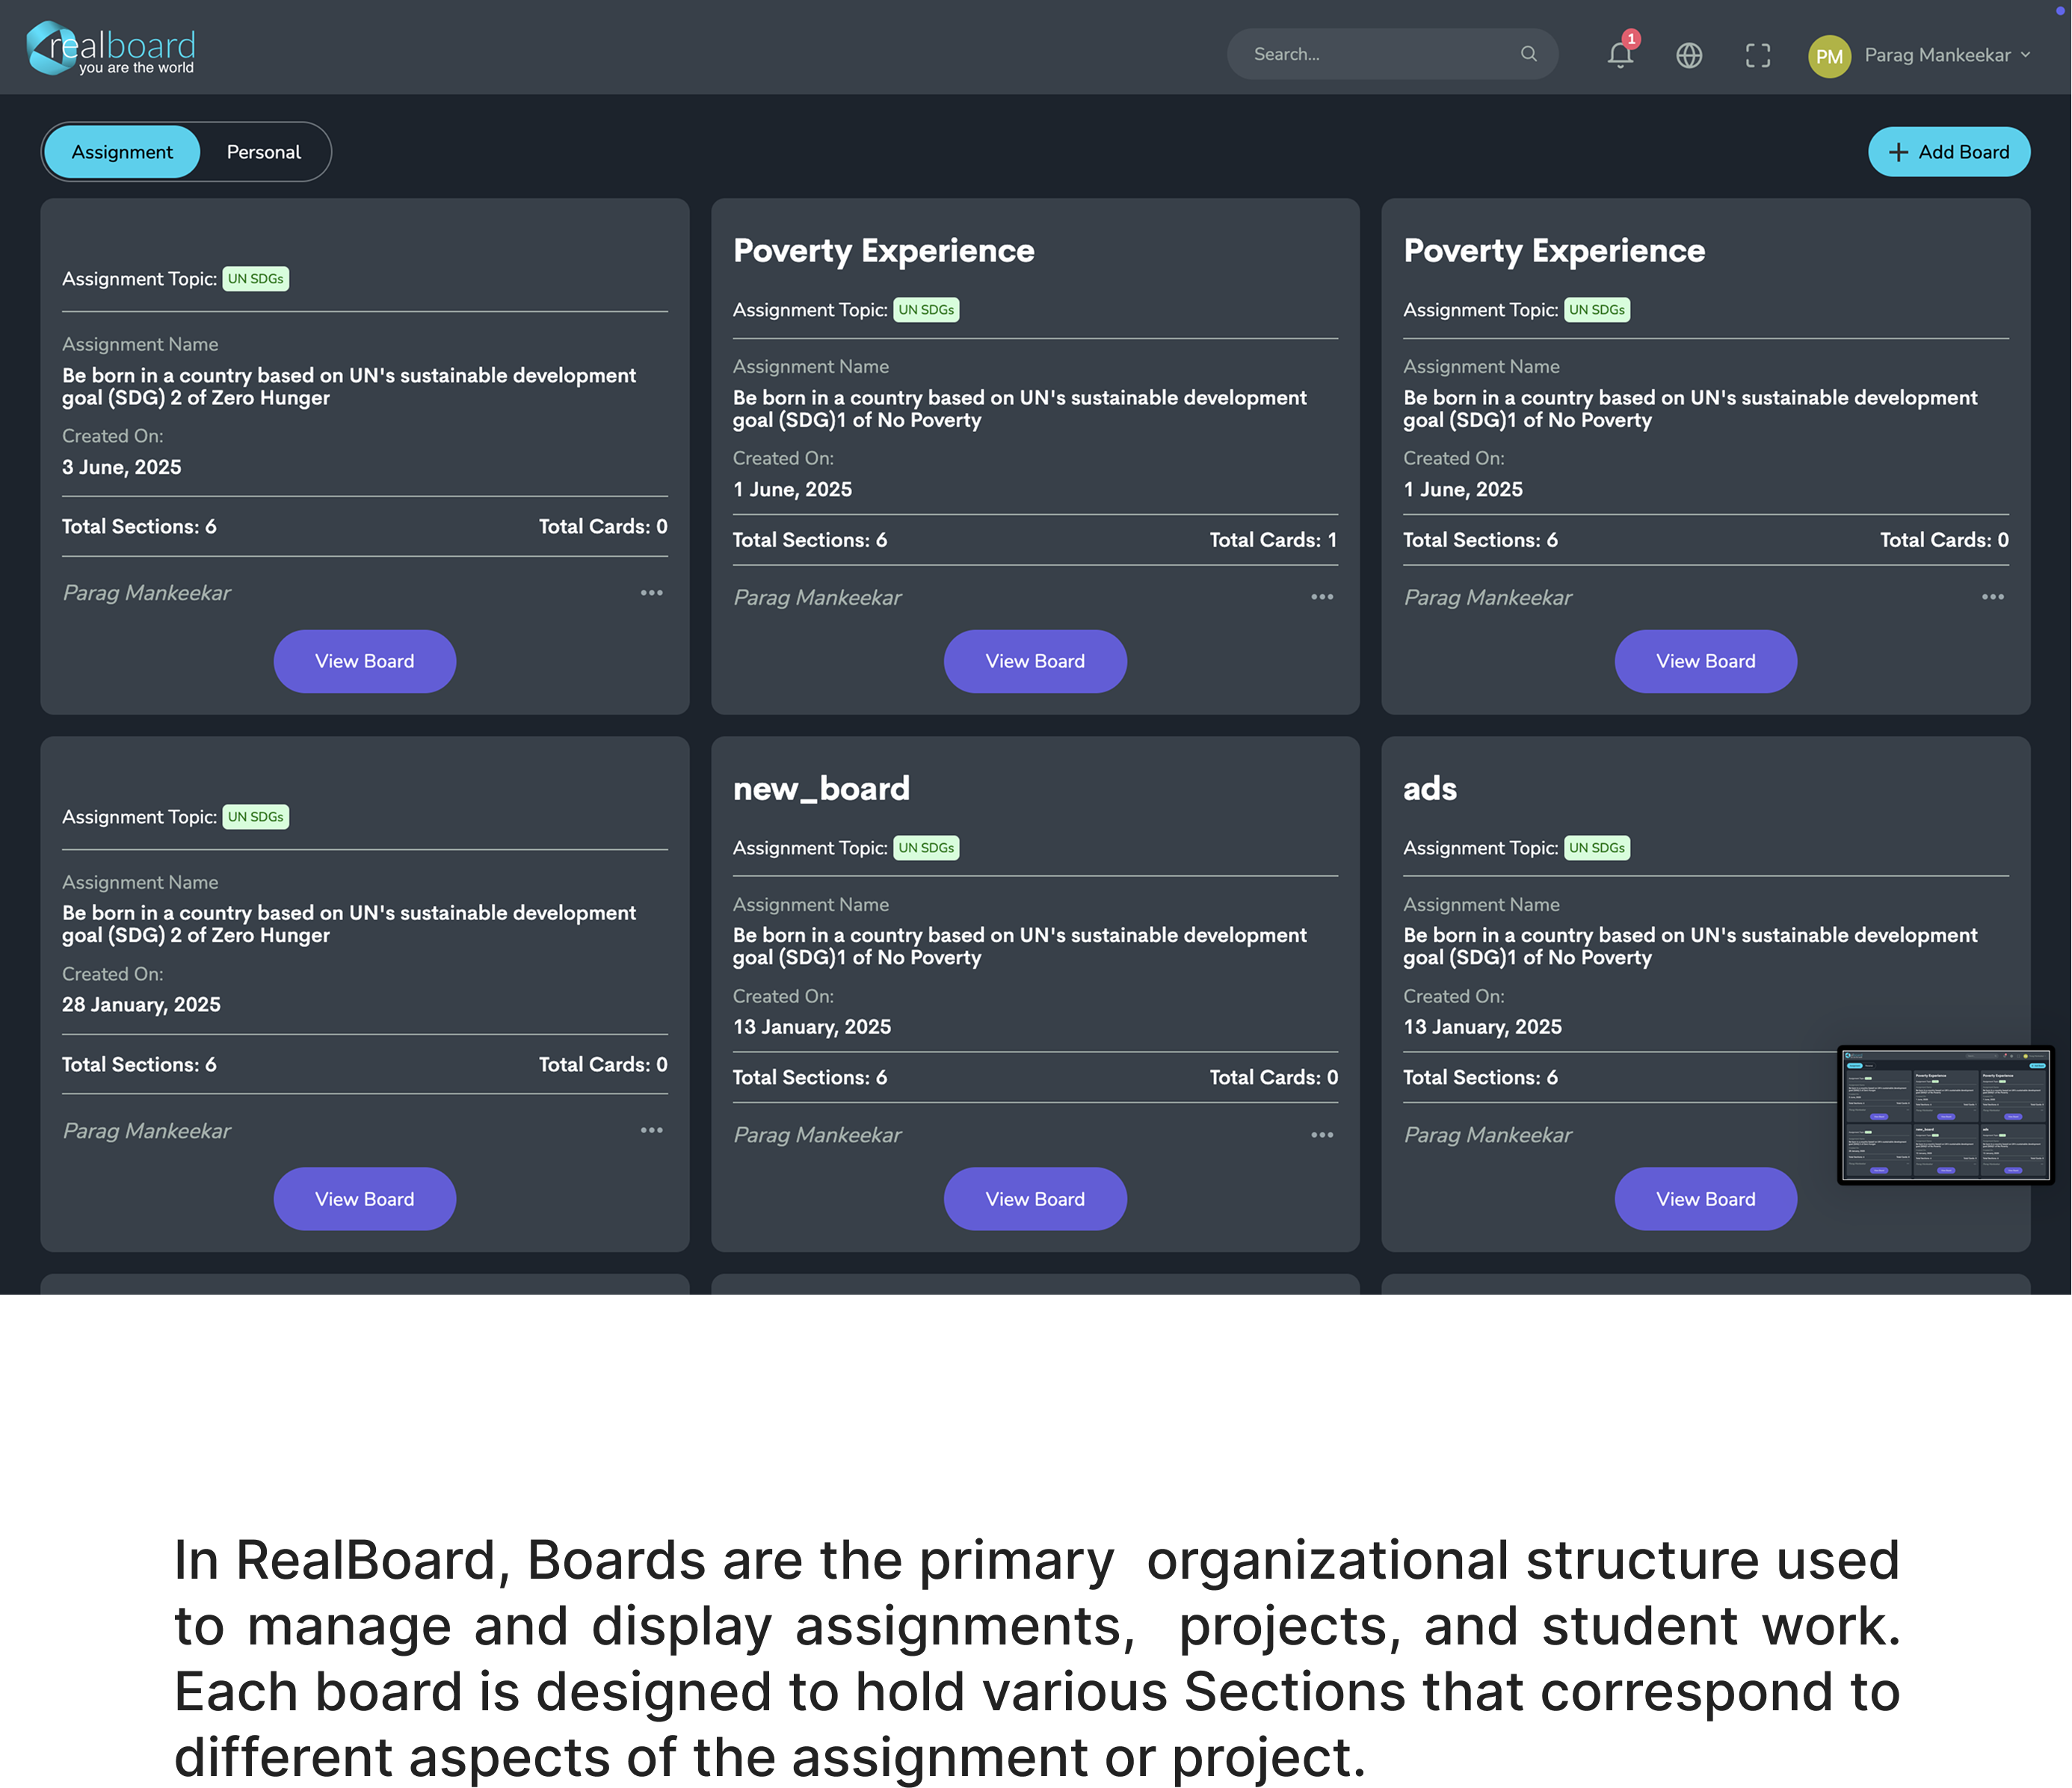 realboard
you are the world
Search...
1
PM
Parag Mankeekar
Assignment
Personal
Add Board
Assignment Topic: UN SDGs
Assignment Name
Be born in a country based on UN's sustainable development
goal (SDG) 2 of Zero Hunger
Created On:
3 June, 2025
Total Sections: 6
Total Cards: 0
Parag Mankeekar
View Board
Poverty Experience
Assignment Topic: UN SDGs
Assignment Name
Be born in a country based on UN's sustainable development
goal (SDG)1 of No Poverty
Created On:
1 June, 2025
Total Sections: 6
Total Cards: 1
Parag Mankeekar
View Board
Poverty Experience
Assignment Topic: UN SDGs
Assignment Name
Be born in a country based on UN's sustainable development
goal (SDG)1 of No Poverty
Created On:
1 June, 2025
Total Sections: 6
Total Cards: 0
Parag Mankeekar
View Board
Assignment Topic: UN SDGs
Assignment Name
Be born in a country based on UN's sustainable development
goal (SDG) 2 of Zero Hunger
Created On:
28 January, 2025
Total Sections: 6
Total Cards: 0
Parag Mankeekar
View Board
new_board
Assignment Topic: UN SDGs
Assignment Name
Be born in a country based on UN's sustainable development
goal (SDG)1 of No Poverty
Created On:
13 January, 2025
Total Sections: 6
Total Cards: 0
Parag Mankeekar
View Board
ads
Assignment Topic: UN SDGs
Assignment Name
Be born in a country based on UN's sustainable development
goal (SDG)1 of No Poverty
Created On:
13 January, 2025
Total Sections: 6
Parag Mankeekar
View Board
In RealBoard, Boards are the primary organizational structure used
to manage and display assignments, projects, and student work.
Each board is designed to hold various Sections that correspond to
different aspects of the assignment or project.